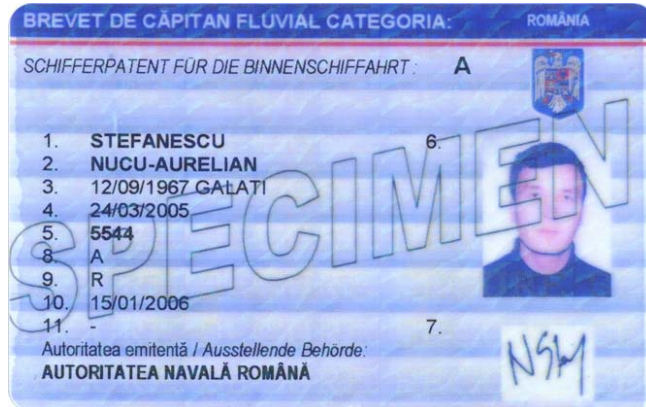 BREVET DE CĂPITAN FLUVIAL CATEGORIA:
ROMÂNIA
SCHIFFERPATENT FÜR DIE BINNENSCHIFFAHRT : A
1. STEFANESCU
6.
2. NUCU-AURELIAN
3. 12/09/1967 GALATI
4. 24/03/2005
5. 5544
8. A
9. R
10. 15/01/2006
11. -
7.
Autoritatea emitentă / Ausstellende Behörde:
AUTORITATEA NAVALĂ ROMÂNĂ
SPECIMEN